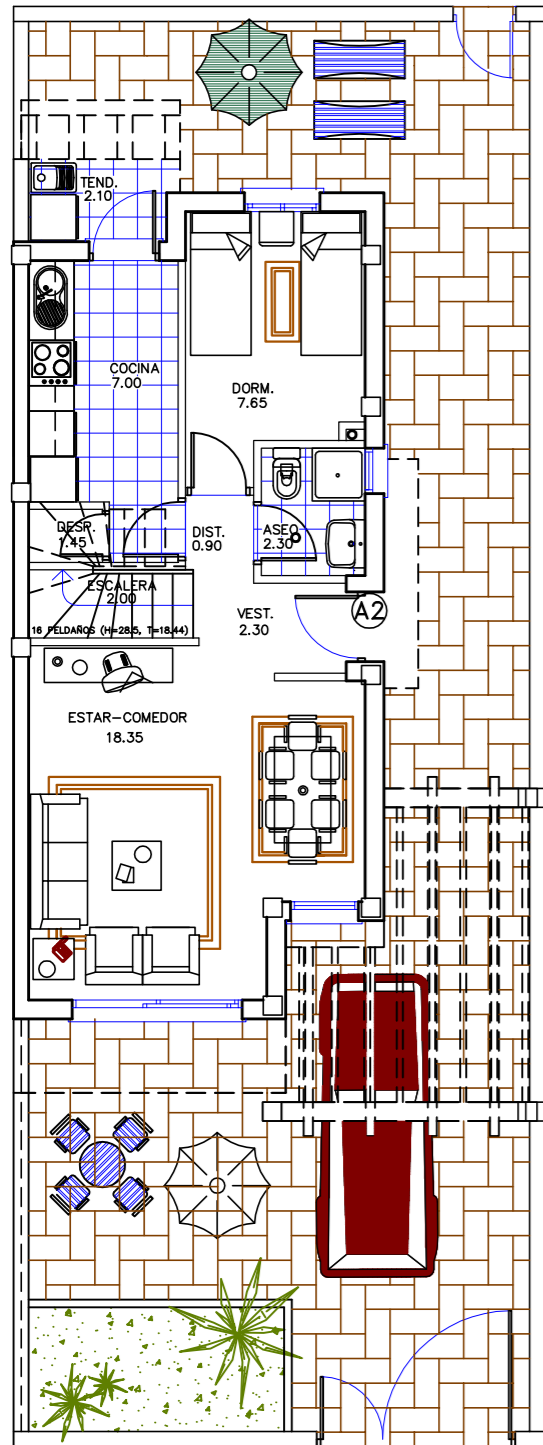 TEND.
2.10
COCINA
7.00
DORM.
7.65
DESP.
1.45
DIST.
0.90
ASEO
2.30
ESCALERA
2.00
16 PELDAÑOS (H=28.5, T=18.44)
VEST.
2.30
A2
ESTAR-COMEDOR
18.35